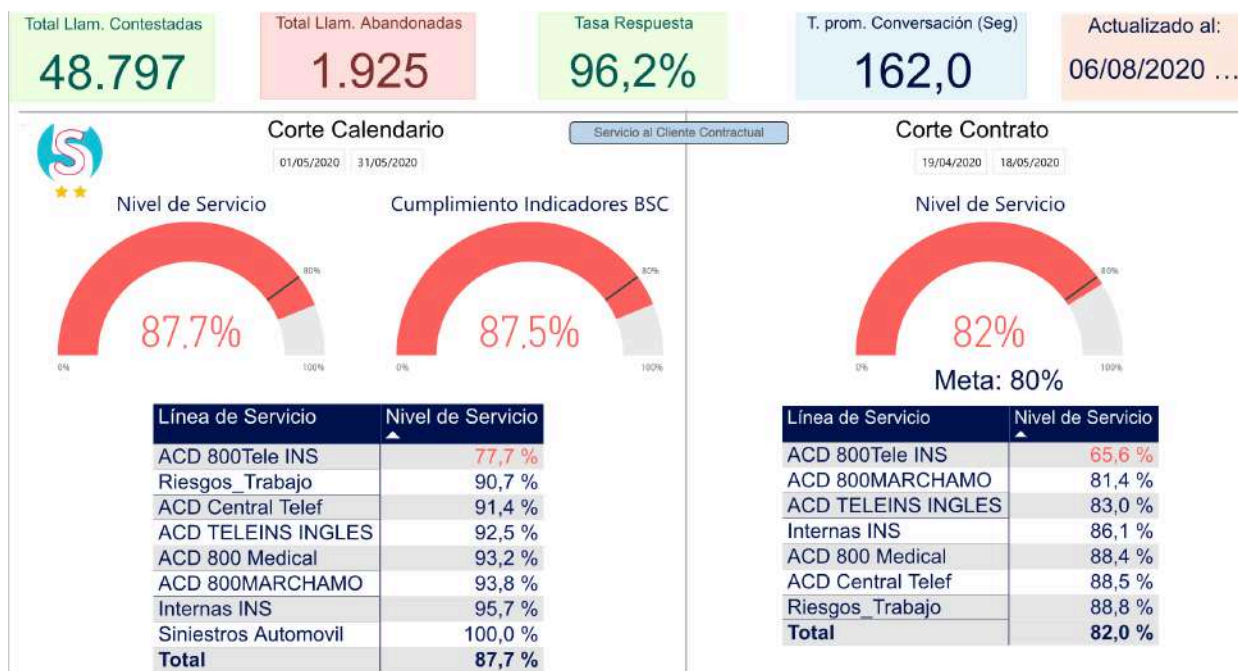 Total Llam. Contestadas
48.797
Total Llam. Abandonadas
1.925
Tasa Respuesta
96,2%
T. prom. Conversación (Seg)
162,0
Actualizado al:
06/08/2020 ...
S
Corte Calendario
01/05/2020 31/05/2020
Servicio al Cliente Contractual
Corte Contrato
19/04/2020 18/05/2020
Nivel de Servicio
80%
87.7%
0% 100%
Cumplimiento Indicadores BSC
80%
87.5%
0% 100%
Nivel de Servicio
80%
82%
0% 100%
Meta: 80%
Línea de Servicio Nivel de Servicio
ACD 800Tele INS 77,7 %
Riesgos_Trabajo 90,7 %
ACD Central Telef 91,4 %
ACD TELEINS INGLES 92,5 %
ACD 800 Medical 93,2 %
ACD 800MARCHAMO 93,8 %
Internas INS 95,7 %
Siniestros Automovil 100,0 %
Total 87,7 %
Línea de Servicio Nivel de Servicio
ACD 800Tele INS 65,6 %
ACD 800MARCHAMO 81,4 %
ACD TELEINS INGLES 83,0 %
Internas INS 86,1 %
ACD 800 Medical 88,4 %
ACD Central Telef 88,5 %
Riesgos_Trabajo 88,8 %
Total 82,0 %